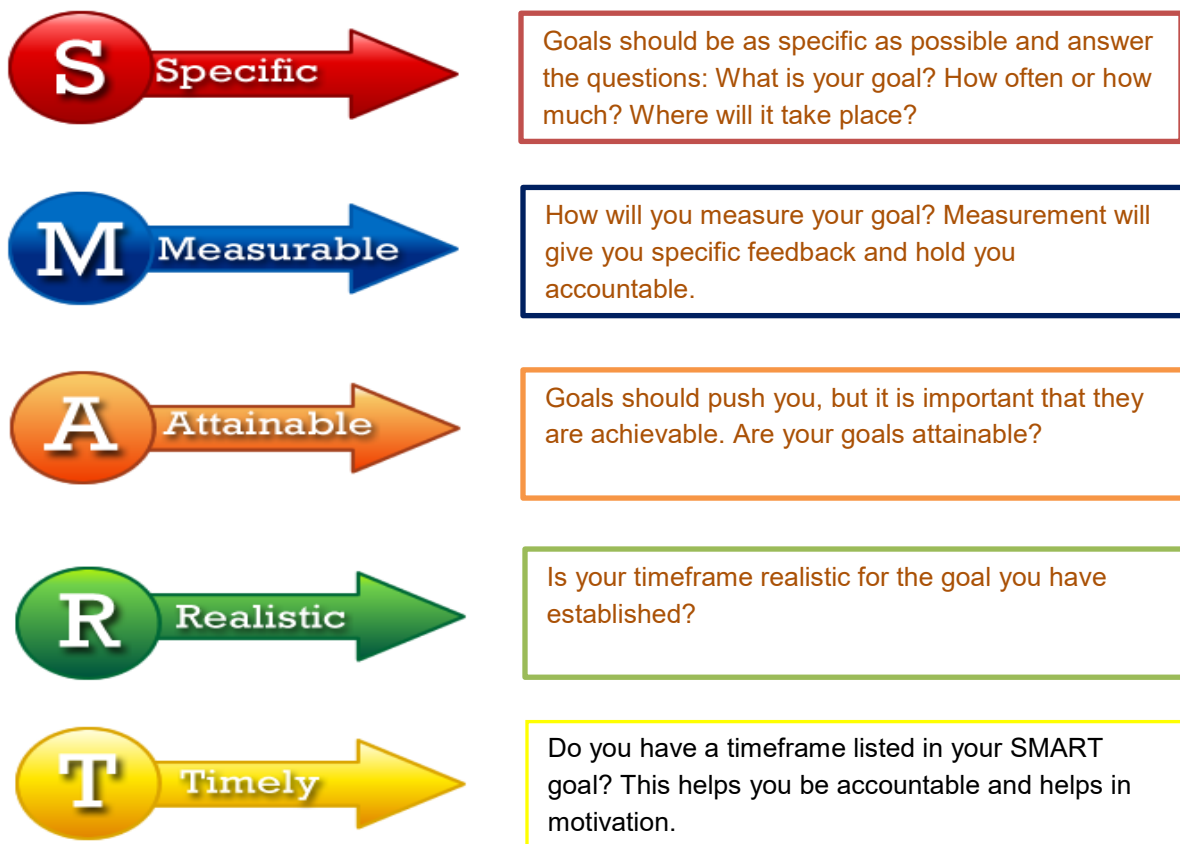 S Specific
Goals should be as specific as possible and answer
the questions: What is your goal? How often or how
much? Where will it take place?
M Measurable
How will you measure your goal? Measurement will
give you specific feedback and hold you
accountable.
A Attainable
Goals should push you, but it is important that they
are achievable. Are your goals attainable?
R Realistic
Is your timeframe realistic for the goal you have
established?
T Timely
Do you have a timeframe listed in your SMART
goal? This helps you be accountable and helps in
motivation.